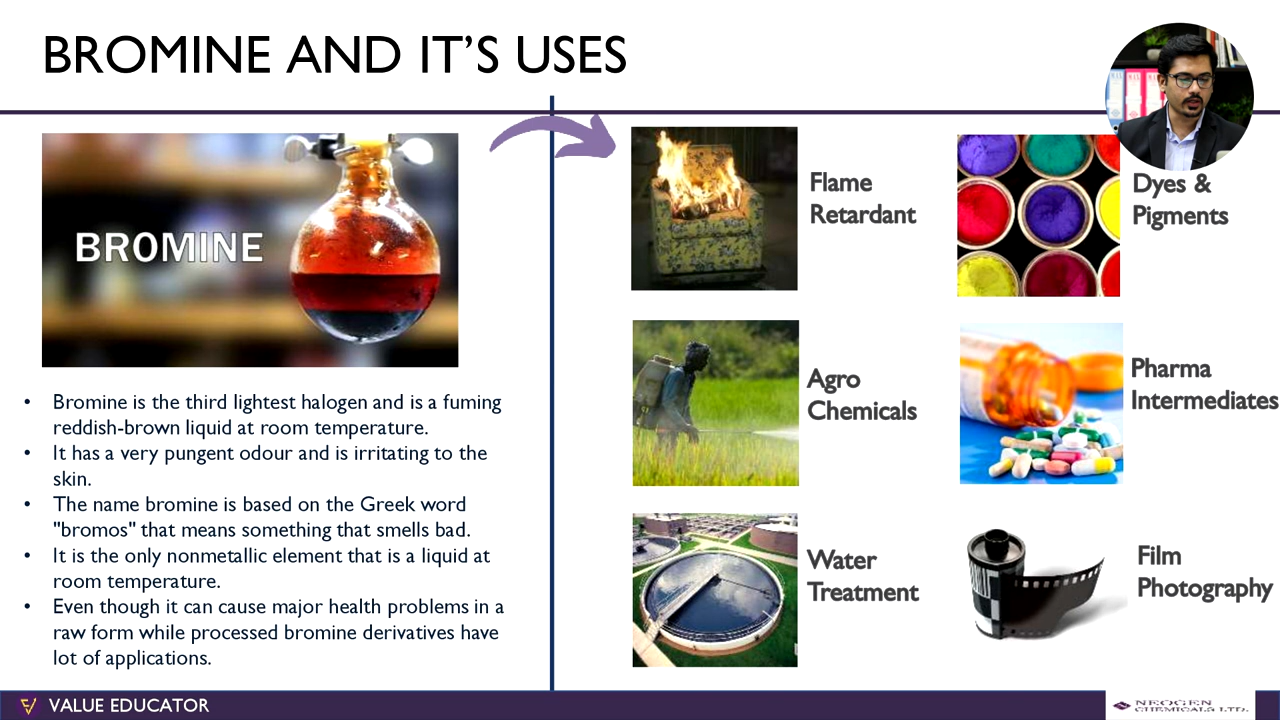 BROMINE AND IT'S USES
BROMINE
• Bromine is the third lightest halogen and is a fuming
reddish-brown liquid at room temperature.
• It has a very pungent odour and is irritating to the
skin.
• The name bromine is based on the Greek word
"bromos" that means something that smells bad.
• It is the only nonmetallic element that is a liquid at
room temperature.
• Even though it can cause major health problems in a
raw form while processed bromine derivatives have
lot of applications.
Flame
Retardant
Dyes &
Pigments
Agro
Chemicals
Pharma
Intermediates
Water
Treatment
Film
Photography
VALUE EDUCATOR
NEOGEN
CHEMICALS LTD.